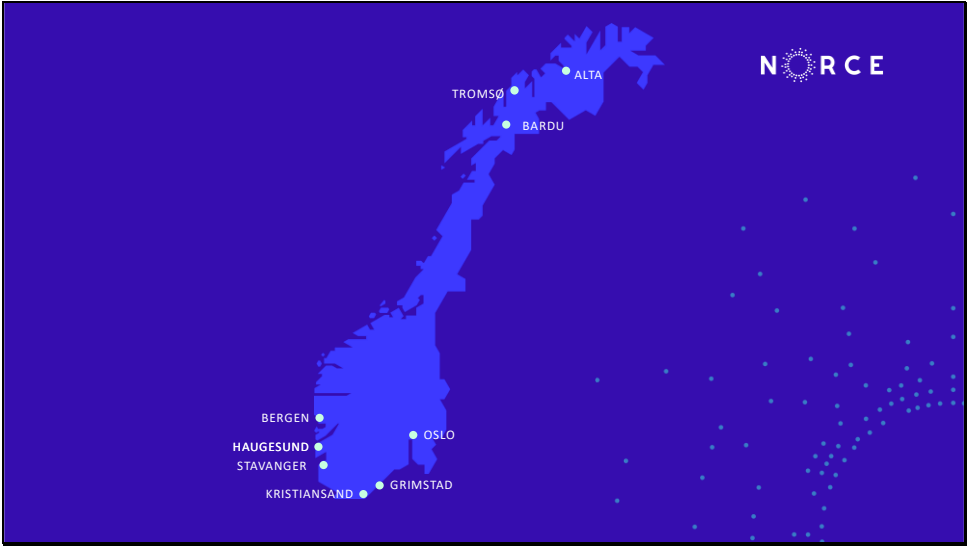 NORCE
ALTA
TROMSØ
BARDU
BERGEN
OSLO
HAUGESUND
STAVANGER
GRIMSTAD
KRISTIANSAND